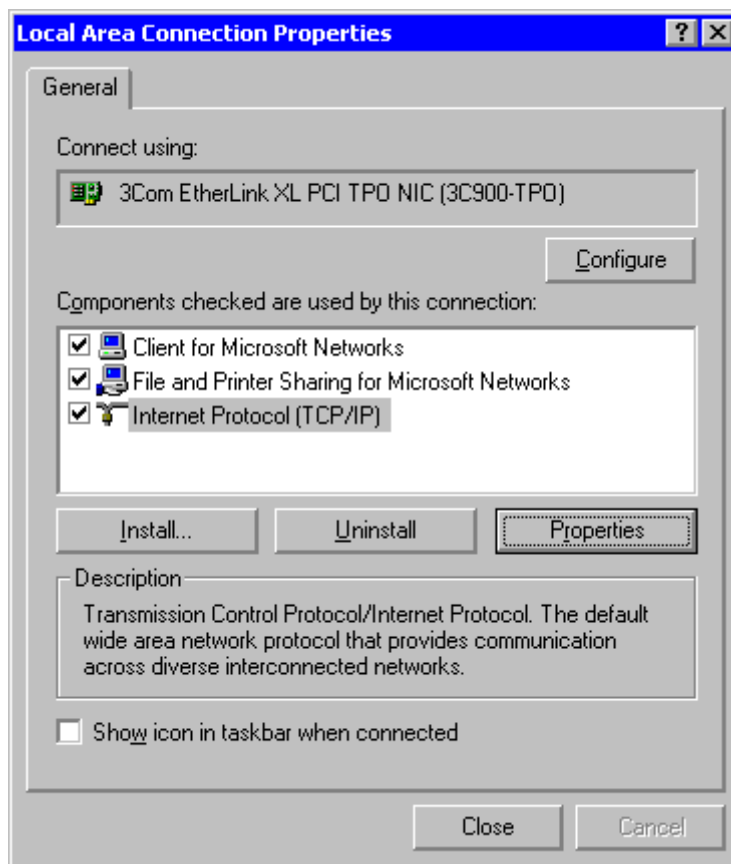 Local Area Connection Properties
General
Connect using:
3Com EtherLink XL PCI TPO NIC (3C900-TPO)
Configure
Components checked are used by this connection:
Client for Microsoft Networks
File and Printer Sharing for Microsoft Networks
Internet Protocol (TCP/IP)
Install... Uninstall Properties
Description
Transmission Control Protocol/Internet Protocol. The default
wide area network protocol that provides communication
across diverse interconnected networks.
Show icon in taskbar when connected
Close Cancel